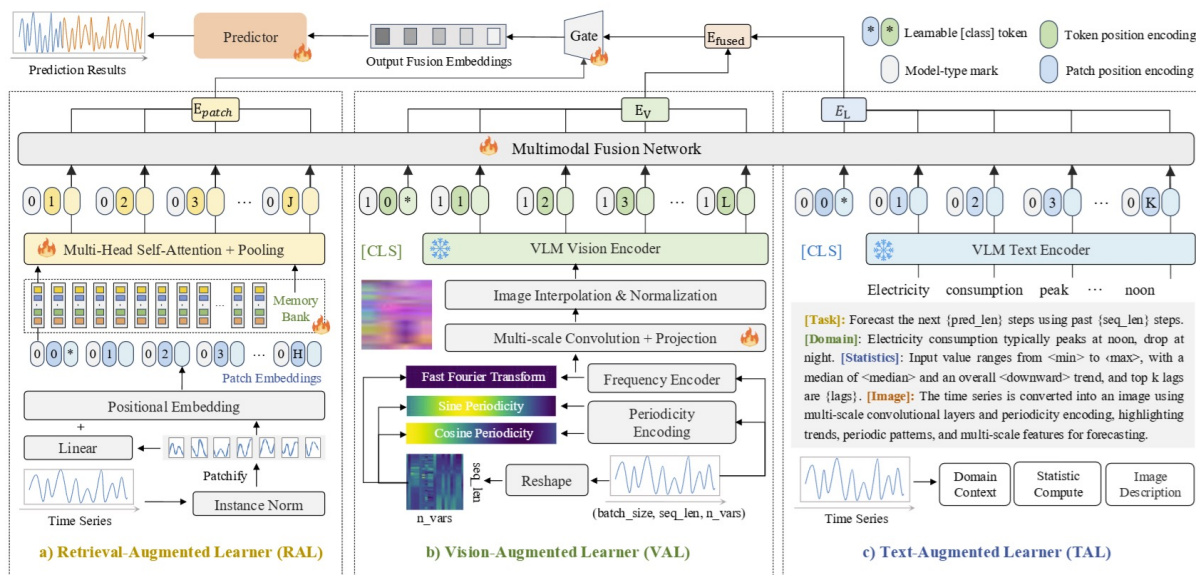 Prediction Results
Predictor
Output Fusion Embeddings
Gate
E_fused
* * Learnable [class] token
Token position encoding
Model-type mark
Patch position encoding
E_patch
E_V
E_L
Multimodal Fusion Network
0 1 0 2 0 3 ... 0 J
1 0 * 1 1 1 2 1 3 ... 1 L
0 0 * 0 1 0 2 0 3 ... 0 K
Multi-Head Self-Attention + Pooling
[CLS]
VLM Vision Encoder
[CLS]
VLM Text Encoder
Memory
Bank
...
0 0 * 0 1 0 2 0 3 ... 0 H
Patch Embeddings
Positional Embedding
+
Linear
Patchify
Instance Norm
Time Series
a) Retrieval-Augmented Learner (RAL)
Image Interpolation & Normalization
Multi-scale Convolution + Projection
Fast Fourier Transform
Frequency Encoder
Sine Periodicity
Cosine Periodicity
Periodicity
Encoding
seq_len
n_vars
Reshape
(batch_size, seq_len, n_vars)
b) Vision-Augmented Learner (VAL)
Electricity consumption peak ... noon
[Task]: Forecast the next {pred_len} steps using past {seq_len} steps.
[Domain]: Electricity consumption typically peaks at noon, drop at
night. [Statistics]: Input value ranges from <min> to <max>, with a
median of <median> and an overall <downward> trend, and top k lags
are {lags}. [Image]: The time series is converted into an image using
multi-scale convolutional layers and periodicity encoding, highlighting
trends, periodic patterns, and multi-scale features for forecasting.
Time Series
Domain
Context
Statistic
Compute
Image
Description
c) Text-Augmented Learner (TAL)